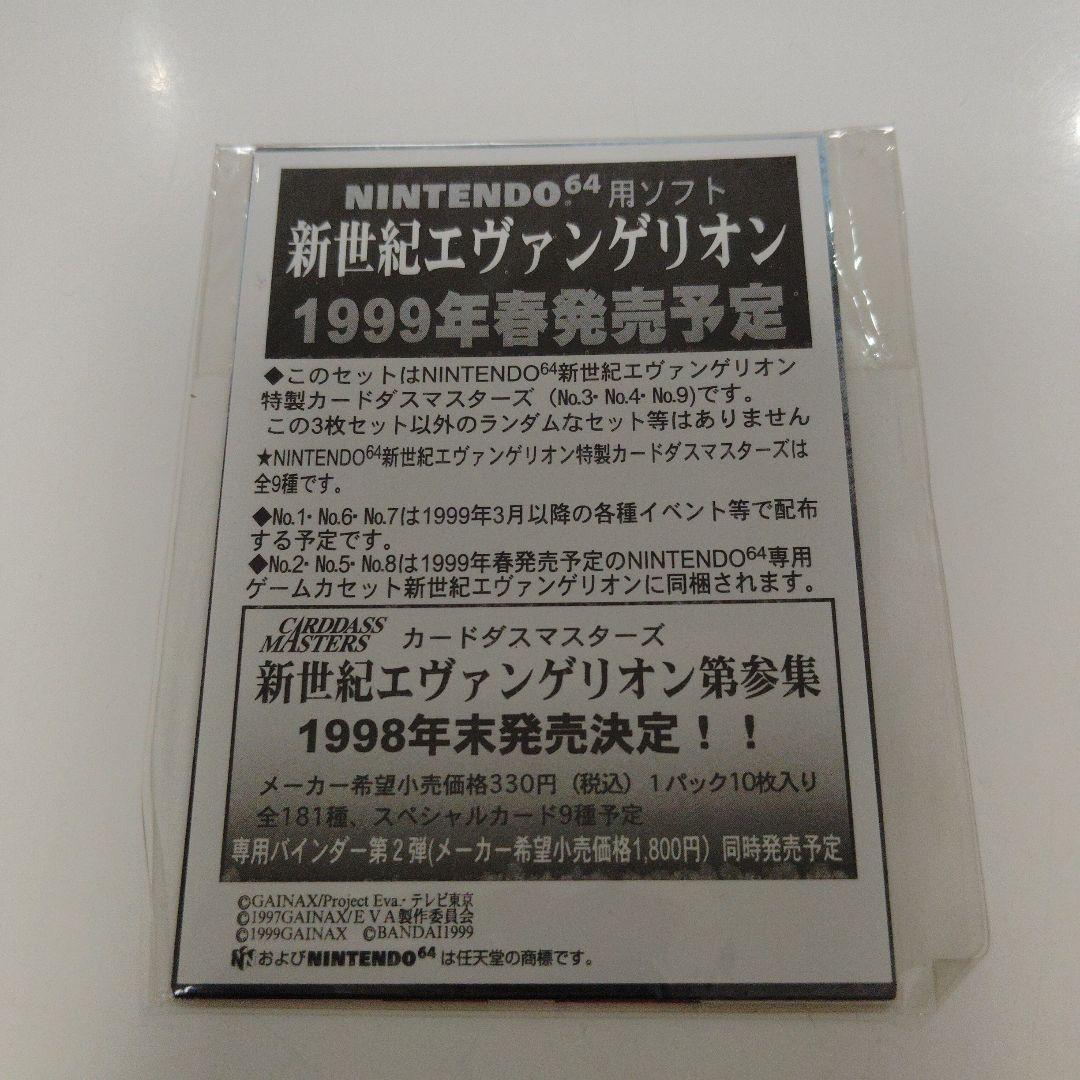 NINTENDO64用ソフト
新世紀エヴァンゲリオン
1999年春発売予定
◆このセットはNINTENDO64新世紀エヴァンゲリオン
特製カードダスマスターズ（No.3・No.4・No.9)です。
この3枚セット以外のランダムなセット等はありません
★NINTENDO64新世紀エヴァンゲリオン特製カードダスマスターズは
全9種です。
◆No.1・No.6・No.7は1999年3月以降の各種イベント等で配布
する予定です。
◆No.2・No.5・No.8は1999年春発売予定のNINTENDO64専用
ゲームカセット新世紀エヴァンゲリオンに同梱されます。
CARDDASS
MASTERS カードダスマスターズ
新世紀エヴァンゲリオン第参集
1998年末発売決定！！
メーカー希望小売価格330円（税込）１パック10枚入り
全181種、スペシャルカード9種予定
専用バインダー第２弾(メーカー希望小売価格1,800円）同時発売予定
©GAINAX/Project Eva.・テレビ東京
©1997GAINAX/ＥＶＡ製作委員会
©1999GAINAX ©BANDAI1999
およびNINTENDO64は任天堂の商標です。